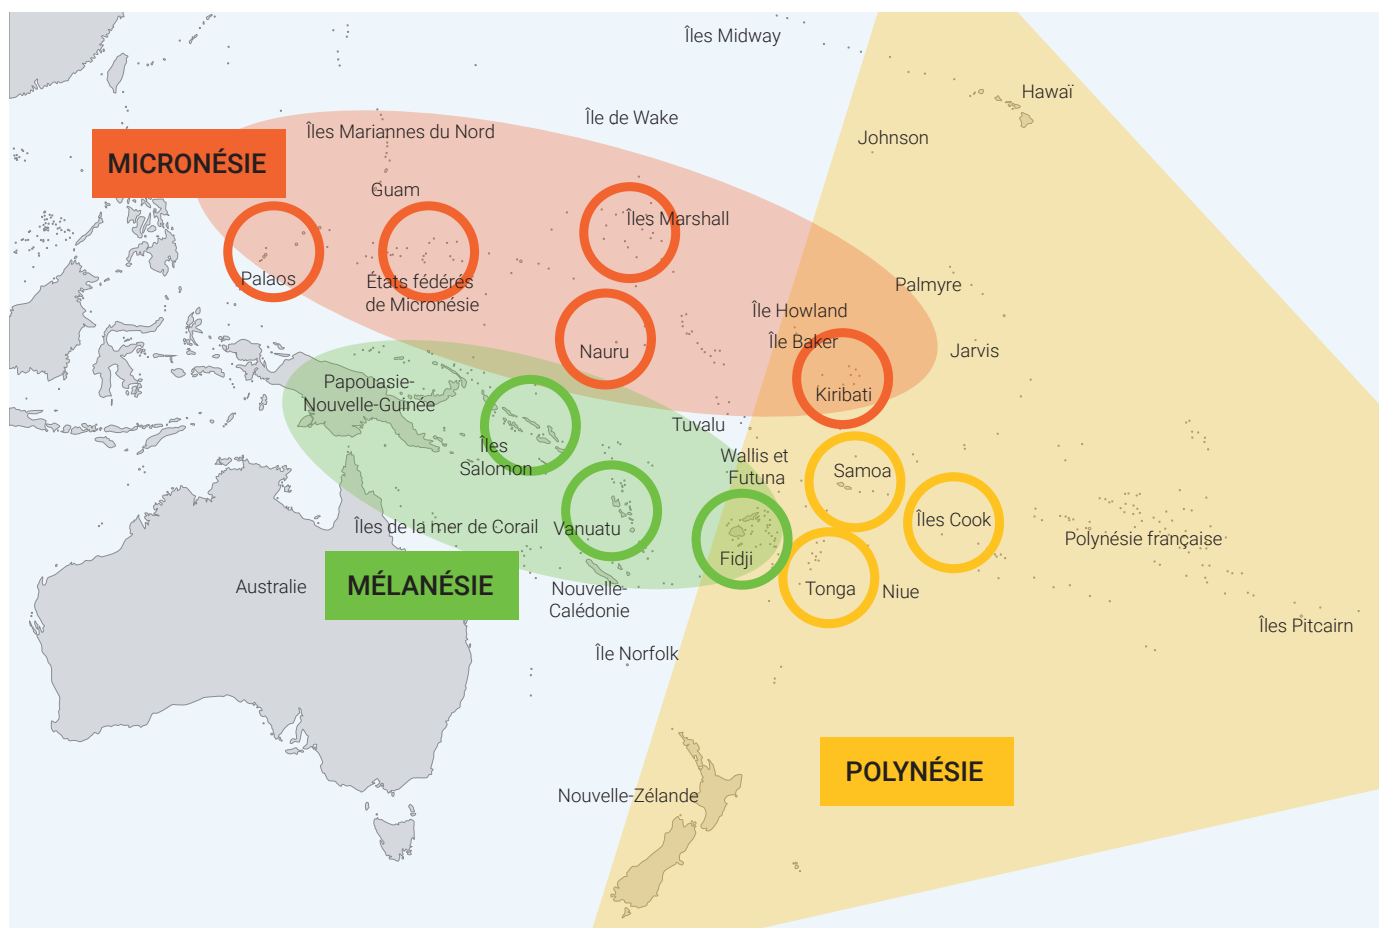 Îles Midway
Hawaï
Île de Wake
Îles Mariannes du Nord
Johnson
MICRONÉSIE
Guam
Îles Marshall
Palaos
États fédérés
de Micronésie
Palmyre
Île Howland
Île Baker
Nauru
Jarvis
Papouasie-
Nouvelle-Guinée
Kiribati
Tuvalu
Îles
Salomon
Wallis et
Futuna
Samoa
Îles de la mer de Corail
Vanuatu
Îles Cook
Fidji
Polynésie française
Australie
MÉLANÉSIE
Nouvelle-
Calédonie
Tonga
Niue
Îles Pitcairn
Île Norfolk
POLYNÉSIE
Nouvelle-Zélande